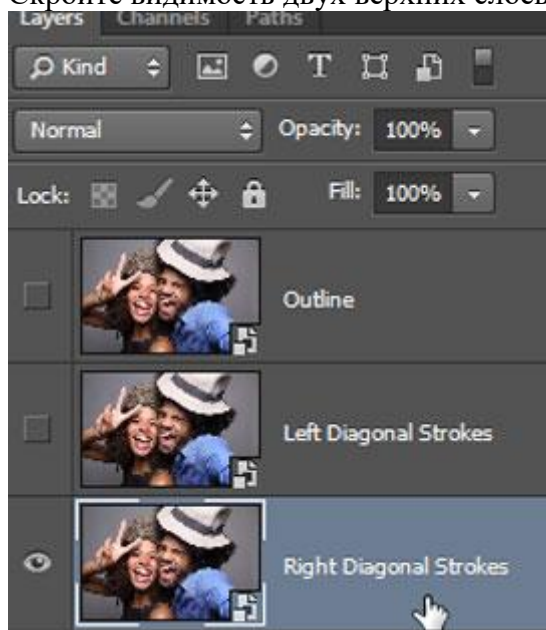 Скройте видимость двух верхних слоёв
Layers Channels Paths
Kind T
Normal Opacity: 100%
Lock: Fill: 100%
Outline
Left Diagonal Strokes
Right Diagonal Strokes